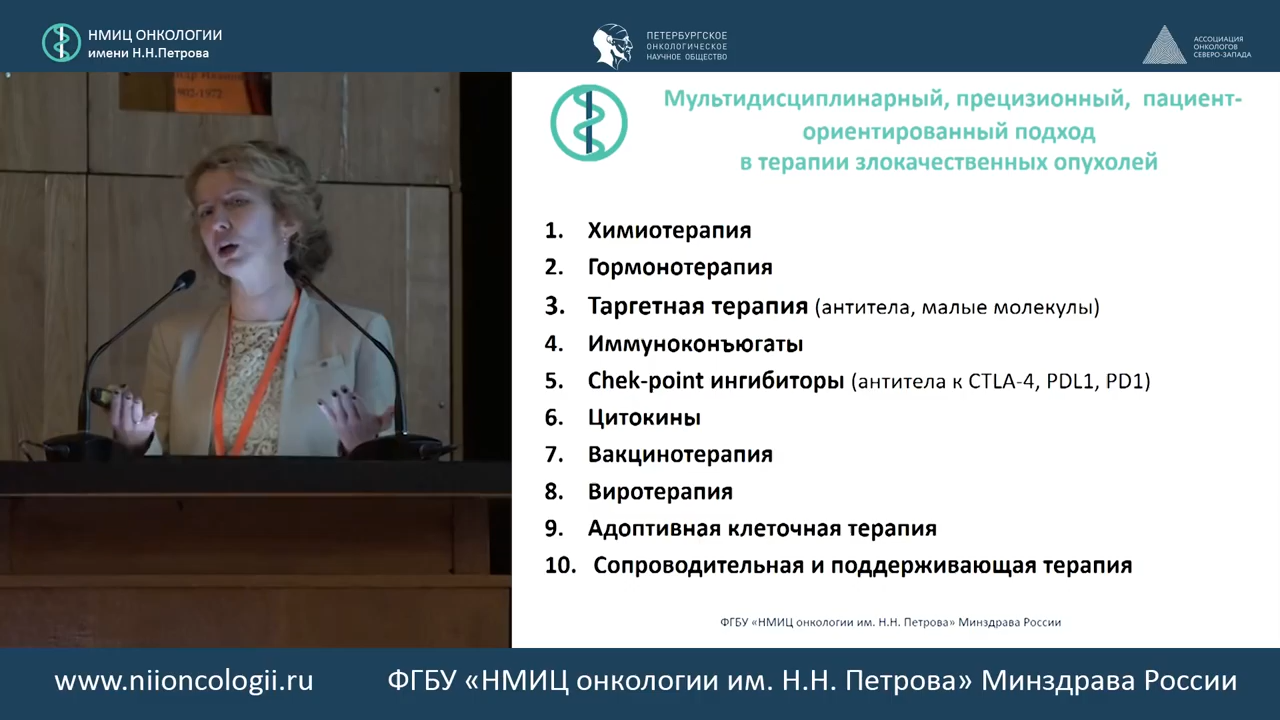 НМИЦ ОНКОЛОГИИ
имени Н.Н.Петрова
ПЕТЕРБУРГСКОЕ
ОНКОЛОГИЧЕСКОЕ
НАУЧНОЕ ОБЩЕСТВО
АССОЦИАЦИЯ
ОНКОЛОГОВ
СЕВЕРО-ЗАПАДА
1902-1972
Мультидисциплинарный, прецизионный, пациент-
ориентированный подход
в терапии злокачественных опухолей
1. Химиотерапия
2. Гормонотерапия
3. Таргетная терапия (антитела, малые молекулы)
4. Иммуноконъюгаты
5. Chek-point ингибиторы (антитела к CTLA-4, PDL1, PD1)
6. Цитокины
7. Вакцинотерапия
8. Виротерапия
9. Адоптивная клеточная терапия
10. Сопроводительная и поддерживающая терапия
ФГБУ «НМИЦ онкологии им. Н.Н. Петрова» Минздрава России
www.niioncologii.ru
ФГБУ «НМИЦ онкологии им. Н.Н. Петрова» Минздрава России